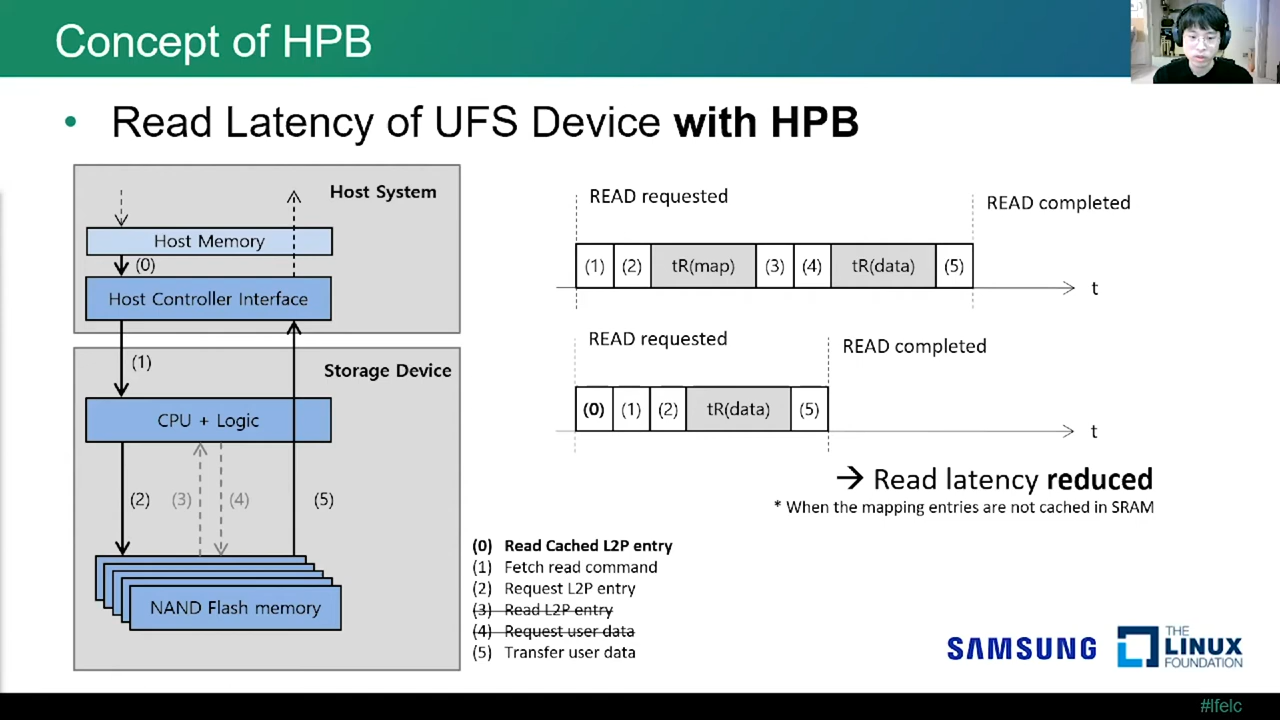 Concept of HPB
• Read Latency of UFS Device with HPB
Host System
Host Memory
(0)
Host Controller Interface
(1)
Storage Device
CPU + Logic
(2)
(3)
(4)
(5)
NAND Flash memory
READ requested
READ completed
(1) (2) tR(map) (3) (4) tR(data) (5)
t
READ requested
READ completed
(0) (1) (2) tR(data) (5)
t
→ Read latency reduced
* When the mapping entries are not cached in SRAM
(0) Read Cached L2P entry
(1) Fetch read command
(2) Request L2P entry
(3) Read L2P entry
(4) Request user data
(5) Transfer user data
SAMSUNG
THE
LINUX
FOUNDATION
#lfelc